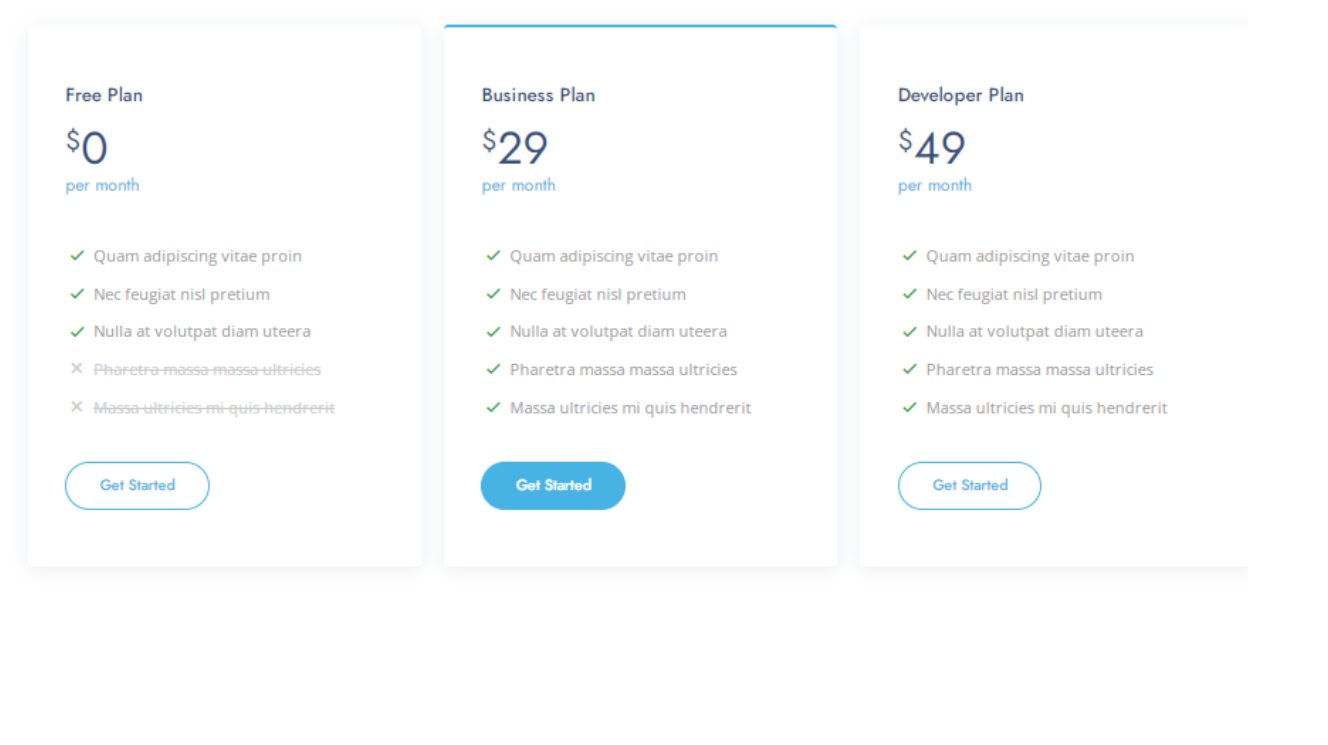 Free Plan
$0
per month
Quam adipiscing vitae proin
Nec feugiat nisl pretium
Nulla at volutpat diam uteera
Pharetra massa massa ultricies
Massa ultricies mi quis hendrerit
Get Started
Business Plan
$29
per month
Quam adipiscing vitae proin
Nec feugiat nisl pretium
Nulla at volutpat diam uteera
Pharetra massa massa ultricies
Massa ultricies mi quis hendrerit
Get Started
Developer Plan
$49
per month
Quam adipiscing vitae proin
Nec feugiat nisl pretium
Nulla at volutpat diam uteera
Pharetra massa massa ultricies
Massa ultricies mi quis hendrerit
Get Started